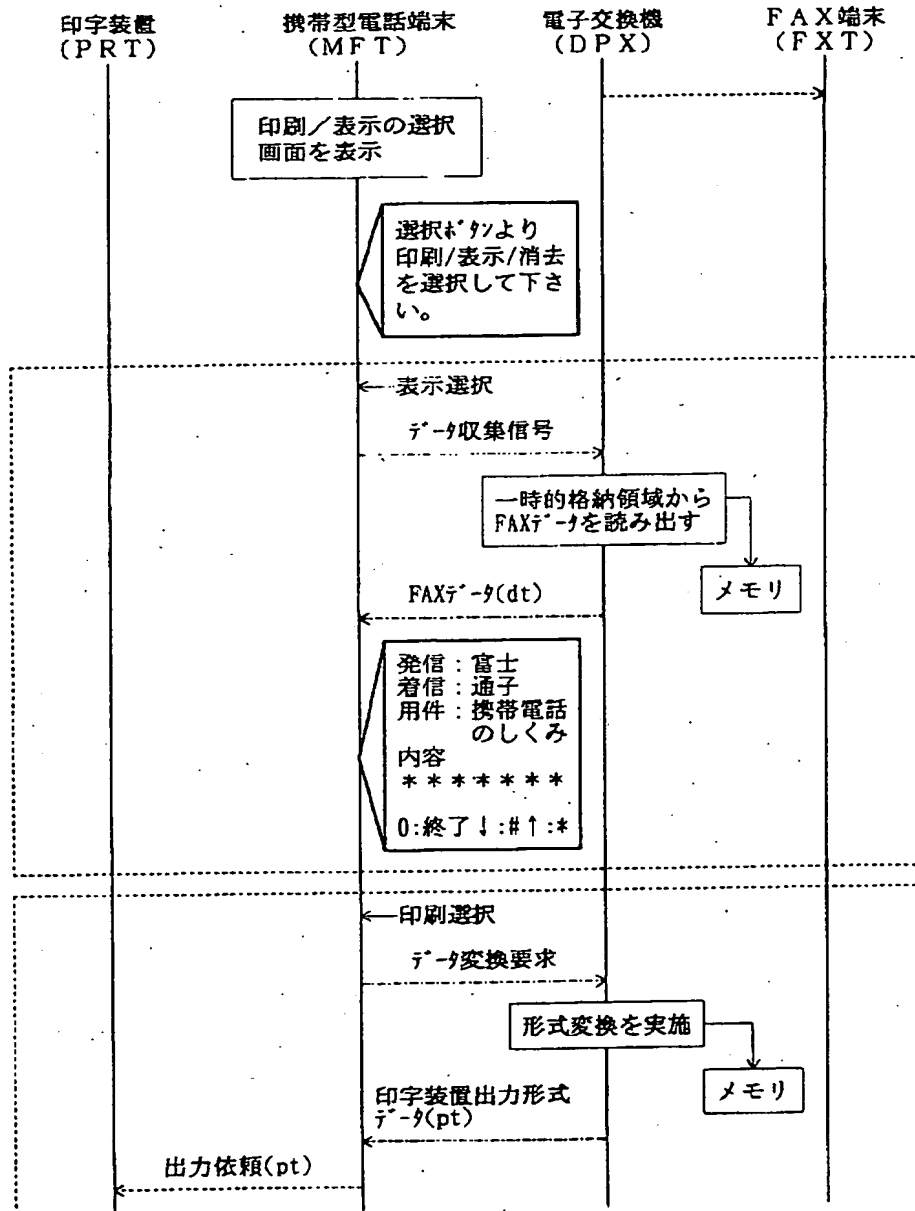 印字装置
(PRT)
携帯型電話端末
(MFT)
電子交換機
(DPX)
FAX端末
(FXT)
印刷／表示の選択
画面を表示
選択ﾎﾞﾀﾝより
印刷/表示/消去
を選択して下さ
い。
表示選択
ﾃﾞｰﾀ収集信号
一時的格納領域から
FAXﾃﾞｰﾀを読み出す
メモリ
FAXﾃﾞｰﾀ(dt)
発信：富士
着信：通子
用件：携帯電話
のしくみ
内容
＊＊＊＊＊＊＊
0:終了↓:#↑:*
印刷選択
ﾃﾞｰﾀ変換要求
形式変換を実施
メモリ
印字装置出力形式
ﾃﾞｰﾀ(pt)
出力依頼(pt)